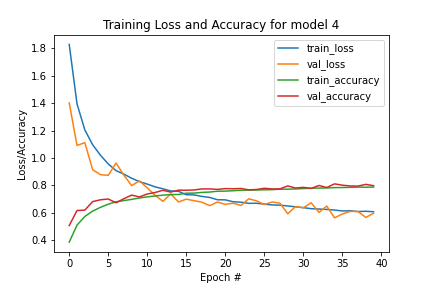 Training Loss and Accuracy for model 4
train_loss
val_loss
train_accuracy
val_accuracy
Loss/Accuracy
1.8
1.6
1.4
1.2
1.0
0.8
0.6
0.4
0 5 10 15 20 25 30 35 40
Epoch #